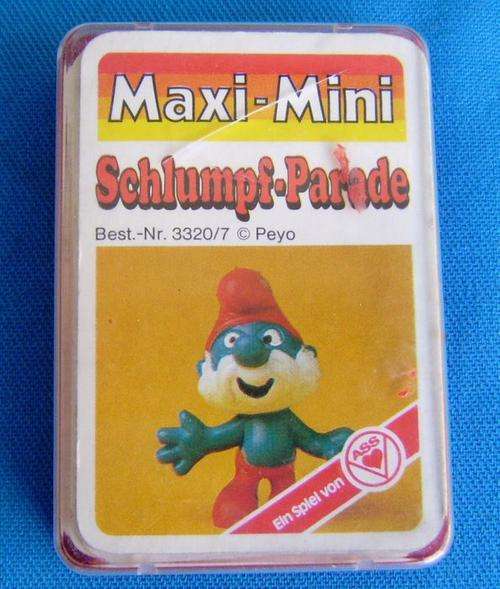 Maxi-Mini
Schlumpf-Parade
Best.-Nr. 3320/7 © Peyo
Ein Spiel von
ASS